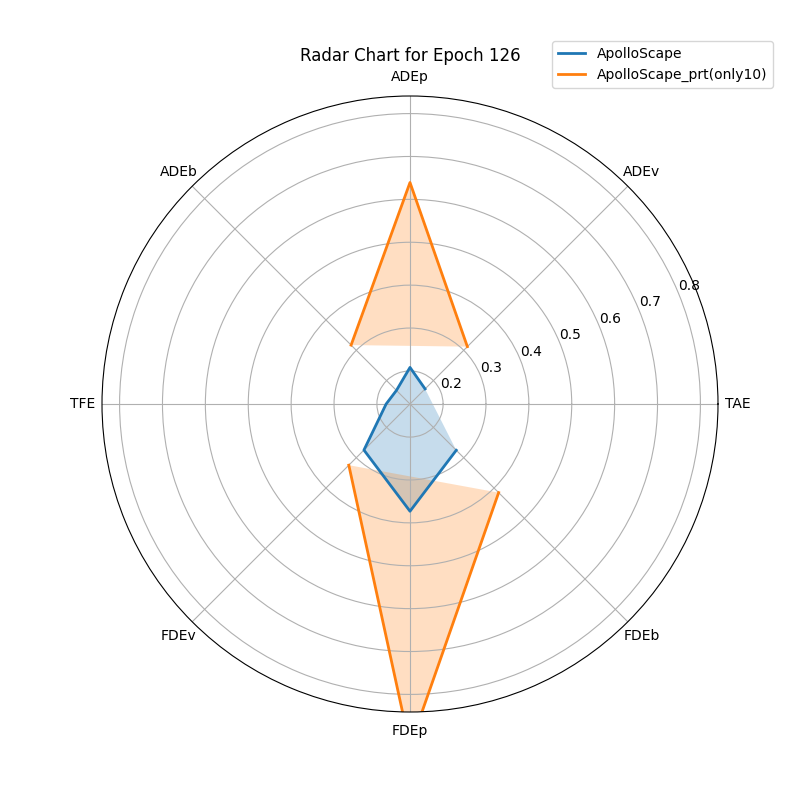 Radar Chart for Epoch 126
ApolloScape
ApolloScape_prt(only10)
ADEp
ADEb
ADEv
0.8
0.7
0.6
0.5
0.4
0.3
0.2
TFE
TAE
FDEv
FDEb
FDEp